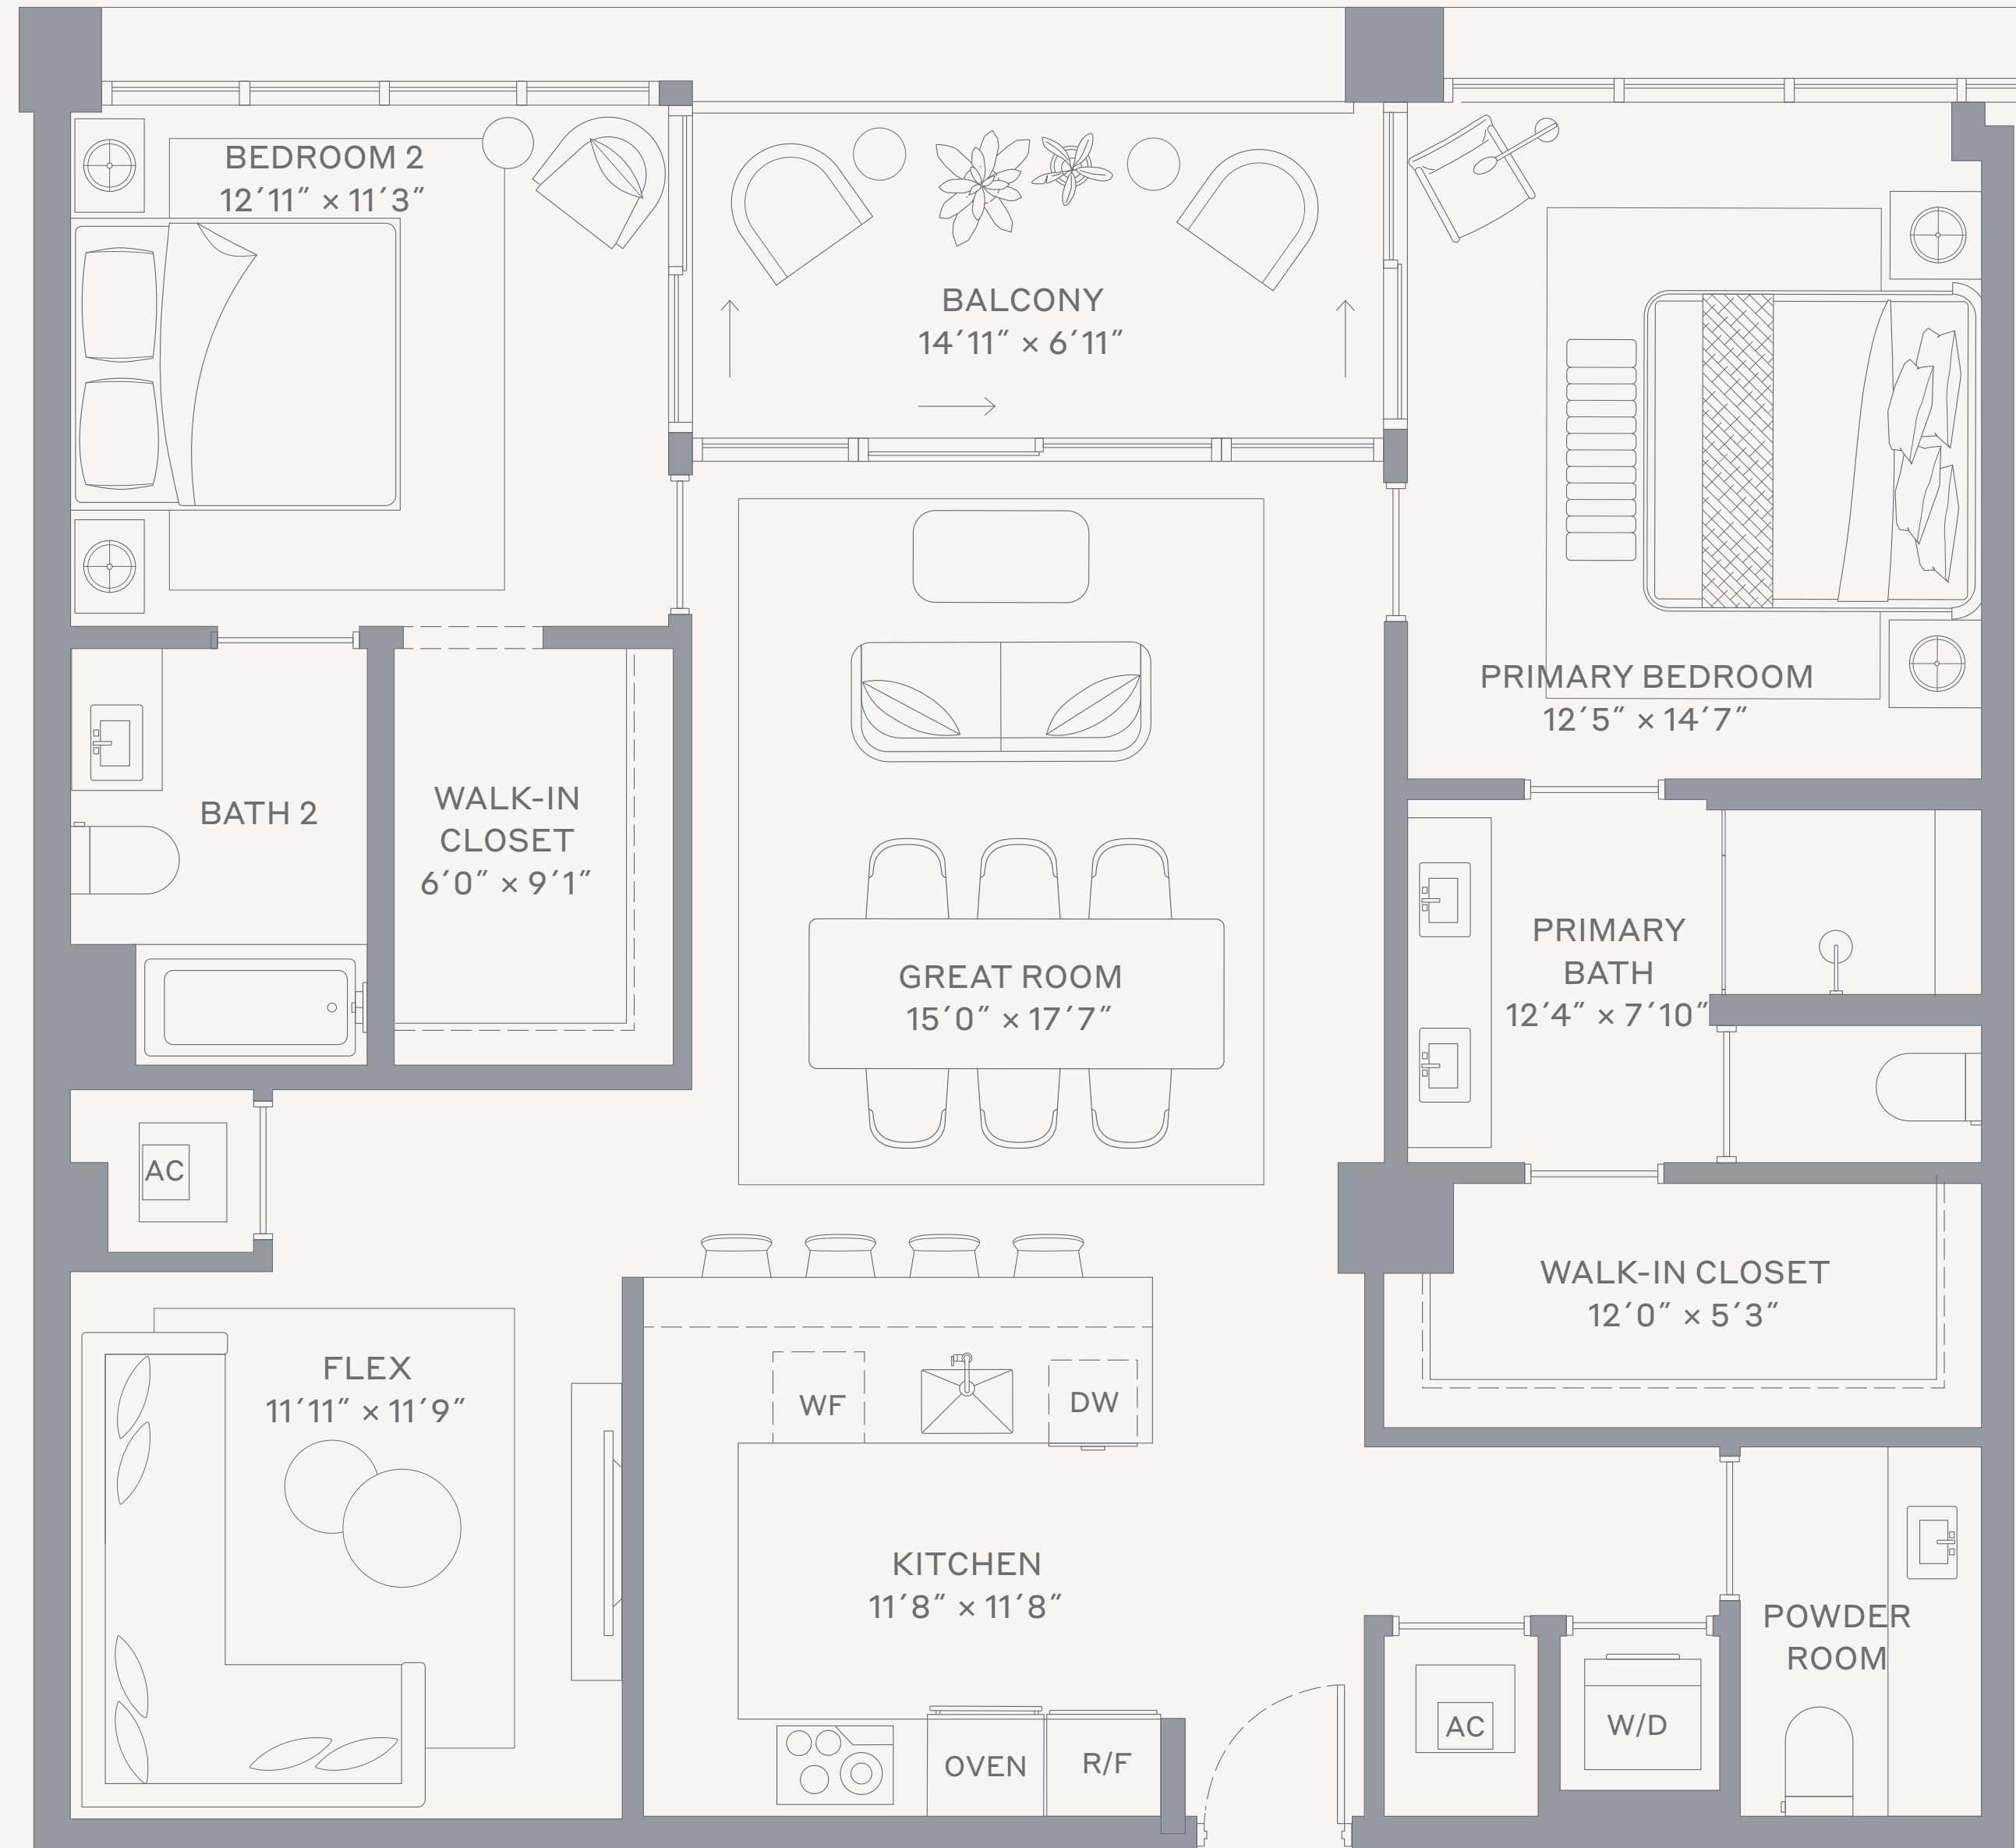 BEDROOM 2
12´11˝ × 11´3˝
BALCONY
14´11˝ × 6´11˝
PRIMARY BEDROOM
12´5˝ × 14´7˝
BATH 2
WALK-IN
CLOSET
6´0˝ × 9´1˝
GREAT ROOM
15´0˝ × 17´7˝
PRIMARY
BATH
12´4˝ × 7´10˝
AC
WALK-IN CLOSET
12´0˝ × 5´3˝
FLEX
11´11˝ × 11´9˝
WF
DW
KITCHEN
11´8˝ × 11´8˝
POWDER
ROOM
OVEN
R/F
AC
W/D